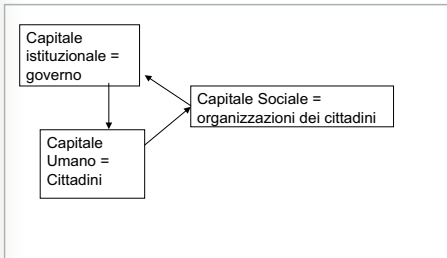 Capitale
istituzionale =
governo
Capitale Sociale =
organizzazioni dei cittadini
Capitale
Umano =
Cittadini